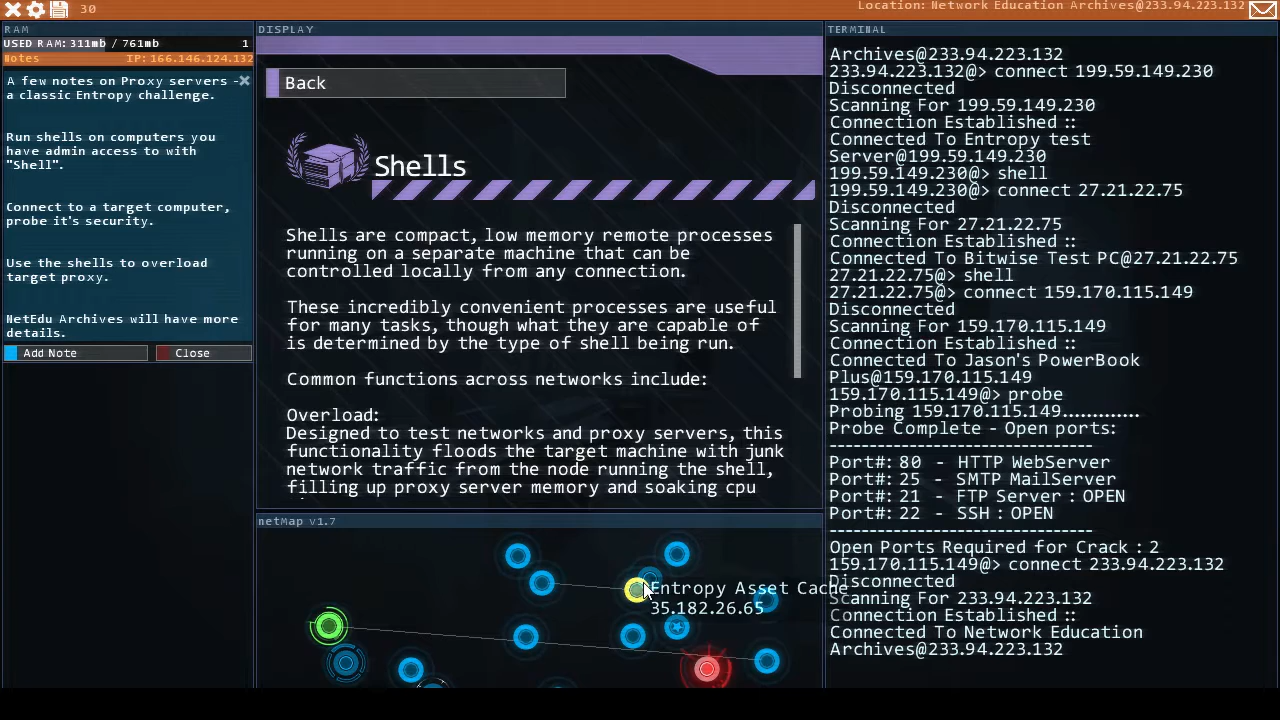 30
Location: Network Education Archives@233.94.223.132
RAM
USED RAM: 311mb / 761mb 1
Notes IP: 166.146.124.132
A few notes on Proxy servers -
a classic Entropy challenge.
Run shells on computers you
have admin access to with
"Shell".
Connect to a target computer,
probe it's security.
Use the shells to overload
target proxy.
NetEdu Archives will have more
details.
Add Note
Close
DISPLAY
Back
Shells
Shells are compact, low memory remote processes
running on a separate machine that can be
controlled locally from any connection.
These incredibly convenient processes are useful
for many tasks, though what they are capable of
is determined by the type of shell being run.
Common functions across networks include:
Overload:
Designed to test networks and proxy servers, this
functionality floods the target machine with junk
network traffic from the node running the shell,
filling up proxy server memory and soaking cpu
netMap v1.7
Entropy Asset Cache
35.182.26.65
TERMINAL
Archives@233.94.223.132
233.94.223.132@> connect 199.59.149.230
Disconnected
Scanning For 199.59.149.230
Connection Established ::
Connected To Entropy test
Server@199.59.149.230
199.59.149.230@> shell
199.59.149.230@> connect 27.21.22.75
Disconnected
Scanning For 27.21.22.75
Connection Established ::
Connected To Bitwise Test PC@27.21.22.75
27.21.22.75@> shell
27.21.22.75@> connect 159.170.115.149
Disconnected
Scanning For 159.170.115.149
Connection Established ::
Connected To Jason's PowerBook
Plus@159.170.115.149
159.170.115.149@> probe
Probing 159.170.115.149.............
Probe Complete - Open ports:
---------------------------------
Port#: 80 - HTTP WebServer
Port#: 25 - SMTP MailServer
Port#: 21 - FTP Server : OPEN
Port#: 22 - SSH : OPEN
---------------------------------
Open Ports Required for Crack : 2
159.170.115.149@> connect 233.94.223.132
Disconnected
Scanning For 233.94.223.132
Connection Established ::
Connected To Network Education
Archives@233.94.223.132